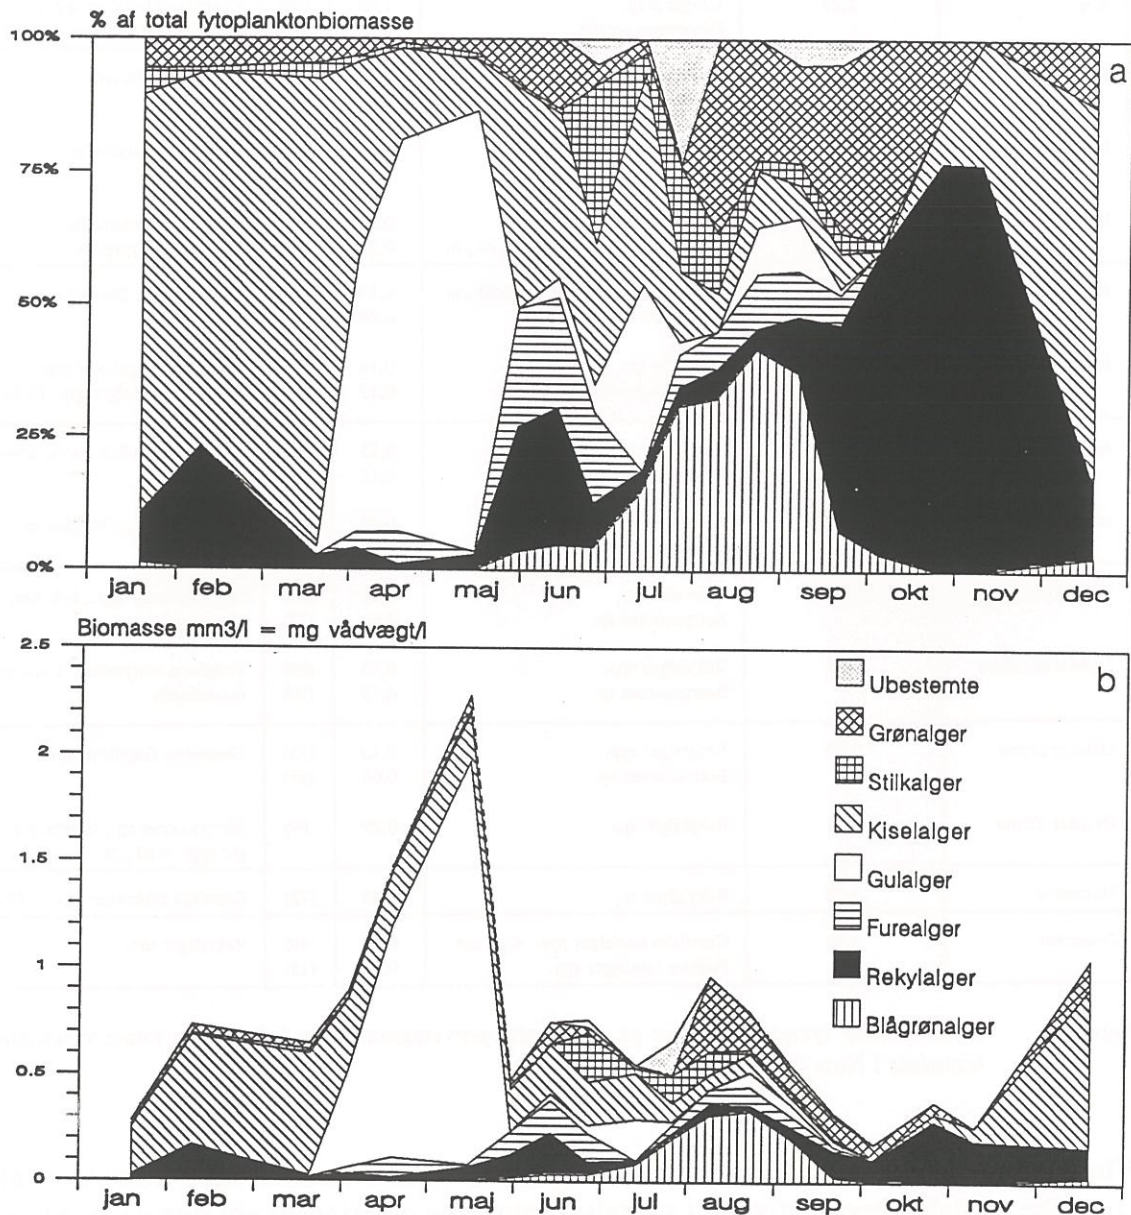 % af total fytoplanktonbiomasse
100%
a
75%
50%
25%
0%
jan feb mar apr maj jun jul aug sep okt nov dec
Biomasse mm3/l = mg vådvægt/l
2.5
b
Ubestemte
Grønalger
2
Stilkalger
Kiselalger
1.5
Gulalger
Furealger
1
Rekylalger
Blågrønalger
0.5
0
jan feb mar apr maj jun jul aug sep okt nov dec